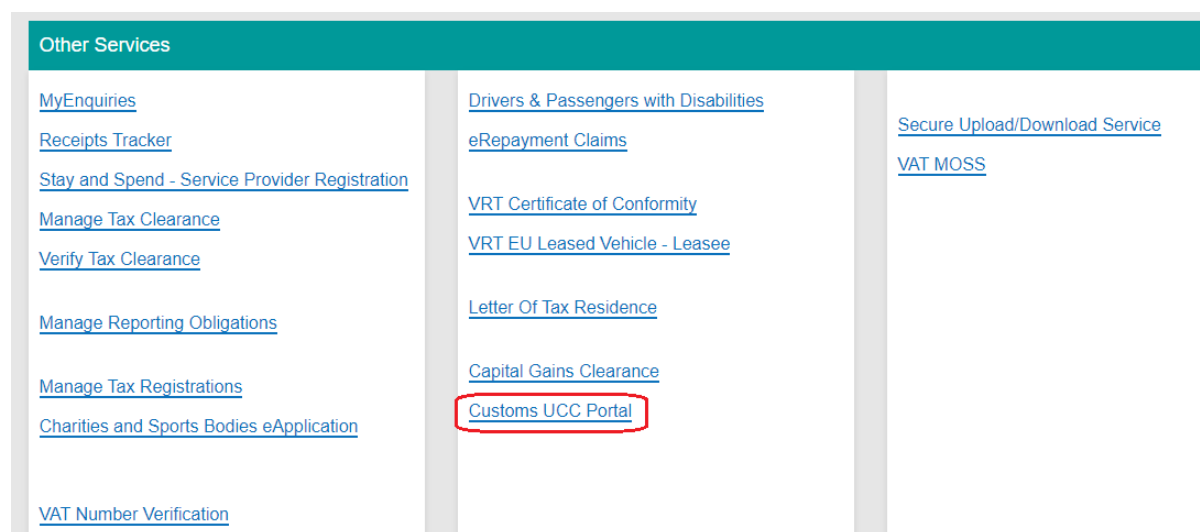 Other Services
MyEnquiries
Receipts Tracker
Stay and Spend - Service Provider Registration
Manage Tax Clearance
Verify Tax Clearance
Manage Reporting Obligations
Manage Tax Registrations
Charities and Sports Bodies eApplication
VAT Number Verification
Drivers & Passengers with Disabilities
eRepayment Claims
VRT Certificate of Conformity
VRT EU Leased Vehicle - Leasee
Letter Of Tax Residence
Capital Gains Clearance
Customs UCC Portal
Secure Upload/Download Service
VAT MOSS